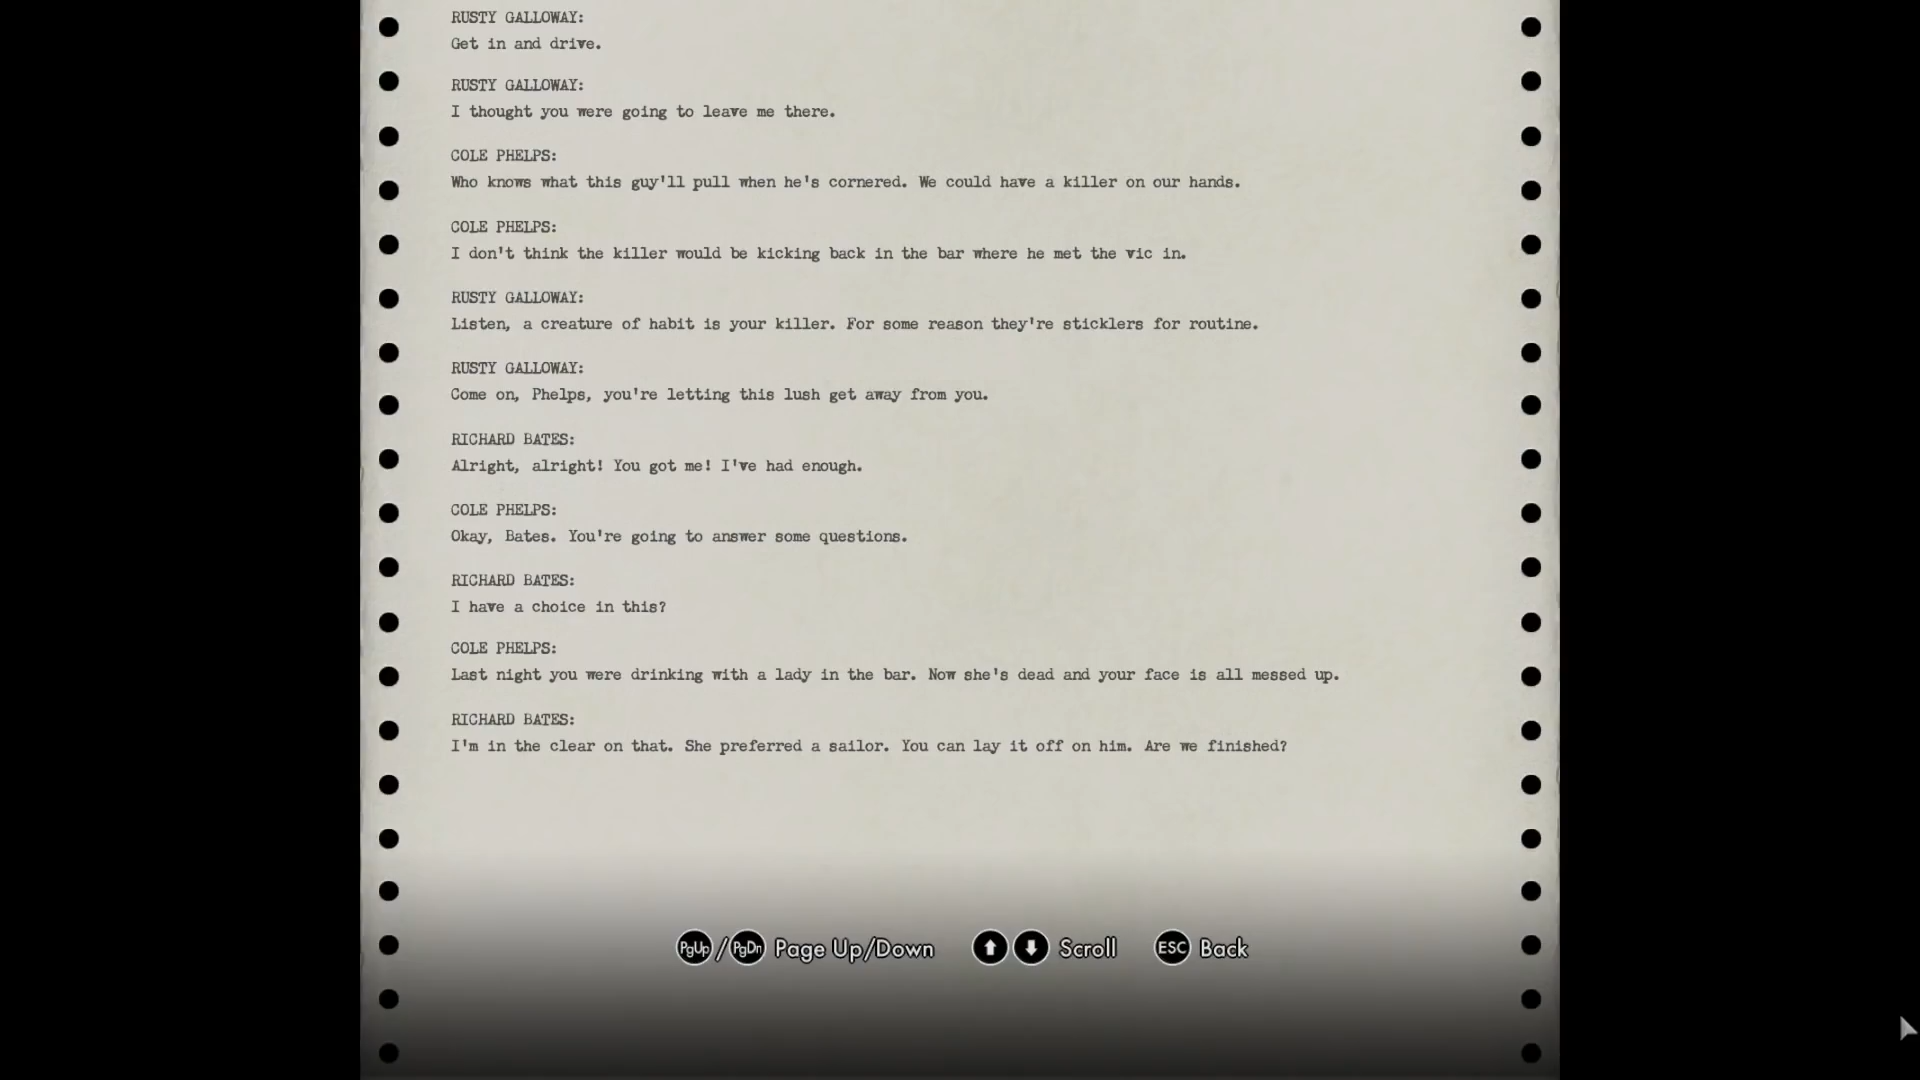 RUSTY GALLOWAY:
Get in and drive.
RUSTY GALLOWAY:
I thought you were going to leave me there.
COLE PHELPS:
Who knows what this guy'll pull when he's cornered. We could have a killer on our hands.
COLE PHELPS:
I don't think the killer would be kicking back in the bar where he met the vic in.
RUSTY GALLOWAY:
Listen, a creature of habit is your killer. For some reason they're sticklers for routine.
RUSTY GALLOWAY:
Come on, Phelps, you're letting this lush get away from you.
RICHARD BATES:
Alright, alright! You got me! I've had enough.
COLE PHELPS:
Okay, Bates. You're going to answer some questions.
RICHARD BATES:
I have a choice in this?
COLE PHELPS:
Last night you were drinking with a lady in the bar. Now she's dead and your face is all messed up.
RICHARD BATES:
I'm in the clear on that. She preferred a sailor. You can lay it off on him. Are we finished?
PgUp/PgDn Page Up/Down Scroll ESC Back